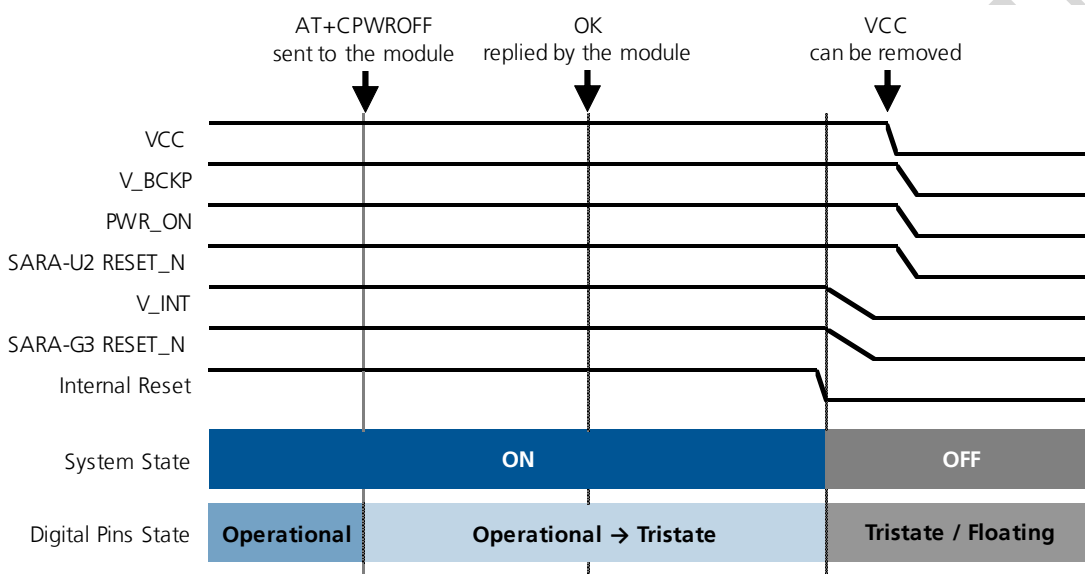 AT+CPWROFF
sent to the module
OK
replied by the module
VCC
can be removed
VCC
V_BCKP
PWR_ON
SARA-U2 RESET_N
V_INT
SARA-G3 RESET_N
Internal Reset
System State
ON
OFF
Digital Pins State
Operational
Operational → Tristate
Tristate / Floating